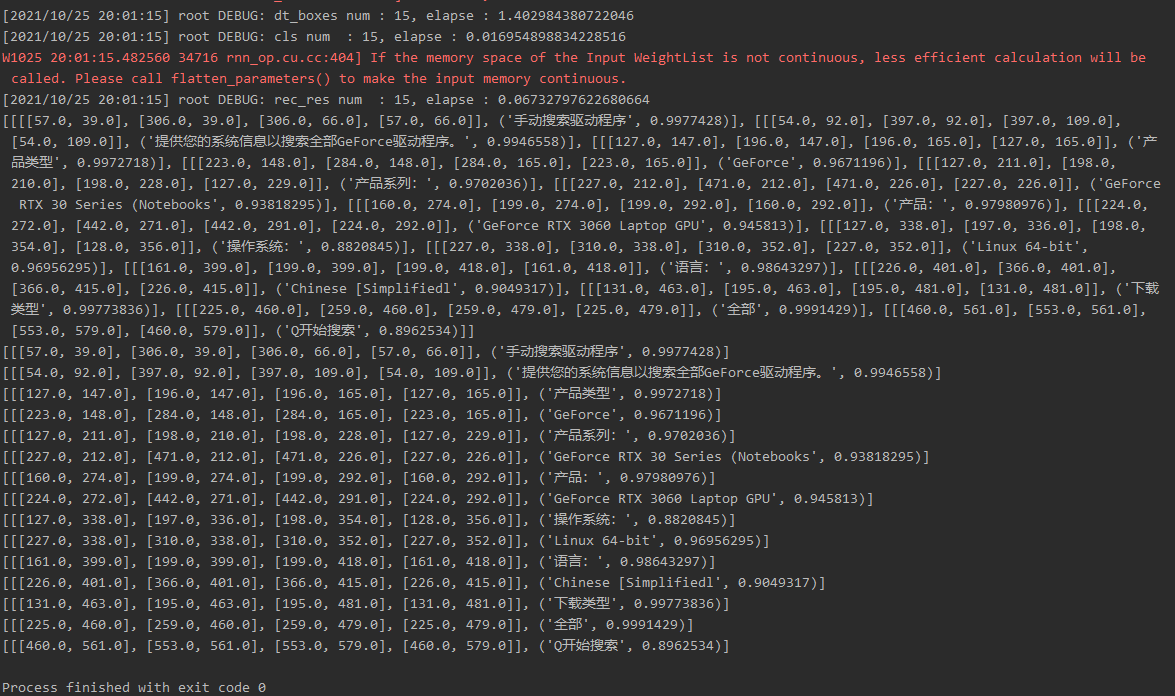 [2021/10/25 20:01:15] root DEBUG: dt_boxes num : 15, elapse : 1.402984380722046
[2021/10/25 20:01:15] root DEBUG: cls num  : 15, elapse : 0.016954898834228516
W1025 20:01:15.482560 34716 rnn_op.cu.cc:404] If the memory space of the Input WeightList is not continuous, less efficient calculation will be
called. Please call flatten_parameters() to make the input memory continuous.
[2021/10/25 20:01:15] root DEBUG: rec_res num  : 15, elapse : 0.06732797622680664
[[[[57.0, 39.0], [306.0, 39.0], [306.0, 66.0], [57.0, 66.0]], ('手动搜索驱动程序', 0.9977428)], [[[54.0, 92.0], [397.0, 92.0], [397.0, 109.0],
[54.0, 109.0]], ('提供您的系统信息以搜索全部GeForce驱动程序。', 0.9946558)], [[[127.0, 147.0], [196.0, 147.0], [196.0, 165.0], [127.0, 165.0]], ('产
品类型', 0.9972718)], [[[223.0, 148.0], [284.0, 148.0], [284.0, 165.0], [223.0, 165.0]], ('GeForce', 0.9671196)], [[[127.0, 211.0], [198.0,
210.0], [198.0, 228.0], [127.0, 229.0]], ('产品系列：', 0.9702036)], [[[227.0, 212.0], [471.0, 212.0], [471.0, 226.0], [227.0, 226.0]], ('GeForce
RTX 30 Series (Notebooks', 0.93818295)], [[[160.0, 274.0], [199.0, 274.0], [199.0, 292.0], [160.0, 292.0]], ('产品：', 0.97980976)], [[[224.0,
272.0], [442.0, 271.0], [442.0, 291.0], [224.0, 292.0]], ('GeForce RTX 3060 Laptop GPU', 0.945813)], [[[127.0, 338.0], [197.0, 336.0], [198.0,
354.0], [128.0, 356.0]], ('操作系统：', 0.8820845)], [[[227.0, 338.0], [310.0, 338.0], [310.0, 352.0], [227.0, 352.0]], ('Linux 64-bit',
0.96956295)], [[[161.0, 399.0], [199.0, 399.0], [199.0, 418.0], [161.0, 418.0]], ('语言：', 0.98643297)], [[[226.0, 401.0], [366.0, 401.0],
[366.0, 415.0], [226.0, 415.0]], ('Chinese [Simplifiedl', 0.9049317)], [[[131.0, 463.0], [195.0, 463.0], [195.0, 481.0], [131.0, 481.0]], ('下载
类型', 0.99773836)], [[[225.0, 460.0], [259.0, 460.0], [259.0, 479.0], [225.0, 479.0]], ('全部', 0.9991429)], [[[460.0, 561.0], [553.0, 561.0],
[553.0, 579.0], [460.0, 579.0]], ('Q开始搜索', 0.8962534)]]
[[[57.0, 39.0], [306.0, 39.0], [306.0, 66.0], [57.0, 66.0]], ('手动搜索驱动程序', 0.9977428)]
[[[54.0, 92.0], [397.0, 92.0], [397.0, 109.0], [54.0, 109.0]], ('提供您的系统信息以搜索全部GeForce驱动程序。', 0.9946558)]
[[[127.0, 147.0], [196.0, 147.0], [196.0, 165.0], [127.0, 165.0]], ('产品类型', 0.9972718)]
[[[223.0, 148.0], [284.0, 148.0], [284.0, 165.0], [223.0, 165.0]], ('GeForce', 0.9671196)]
[[[127.0, 211.0], [198.0, 210.0], [198.0, 228.0], [127.0, 229.0]], ('产品系列：', 0.9702036)]
[[[227.0, 212.0], [471.0, 212.0], [471.0, 226.0], [227.0, 226.0]], ('GeForce RTX 30 Series (Notebooks', 0.93818295)]
[[[160.0, 274.0], [199.0, 274.0], [199.0, 292.0], [160.0, 292.0]], ('产品：', 0.97980976)]
[[[224.0, 272.0], [442.0, 271.0], [442.0, 291.0], [224.0, 292.0]], ('GeForce RTX 3060 Laptop GPU', 0.945813)]
[[[127.0, 338.0], [197.0, 336.0], [198.0, 354.0], [128.0, 356.0]], ('操作系统：', 0.8820845)]
[[[227.0, 338.0], [310.0, 338.0], [310.0, 352.0], [227.0, 352.0]], ('Linux 64-bit', 0.96956295)]
[[[161.0, 399.0], [199.0, 399.0], [199.0, 418.0], [161.0, 418.0]], ('语言：', 0.98643297)]
[[[226.0, 401.0], [366.0, 401.0], [366.0, 415.0], [226.0, 415.0]], ('Chinese [Simplifiedl', 0.9049317)]
[[[131.0, 463.0], [195.0, 463.0], [195.0, 481.0], [131.0, 481.0]], ('下载类型', 0.99773836)]
[[[225.0, 460.0], [259.0, 460.0], [259.0, 479.0], [225.0, 479.0]], ('全部', 0.9991429)]
[[[460.0, 561.0], [553.0, 561.0], [553.0, 579.0], [460.0, 579.0]], ('Q开始搜索', 0.8962534)]
Process finished with exit code 0